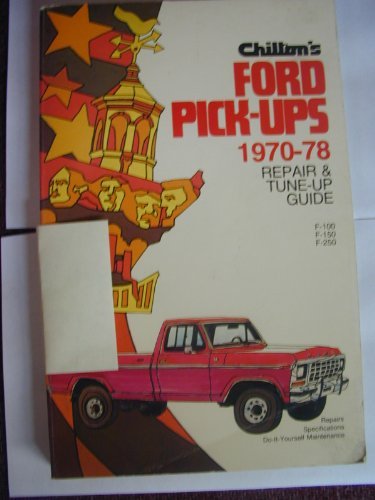 Chilton's
FORD
PICK-UPS
1970-78
REPAIR &
TUNE-UP
GUIDE
F-100
F-150
F-250
Repairs
Specifications
Do-It-Yourself Maintenance